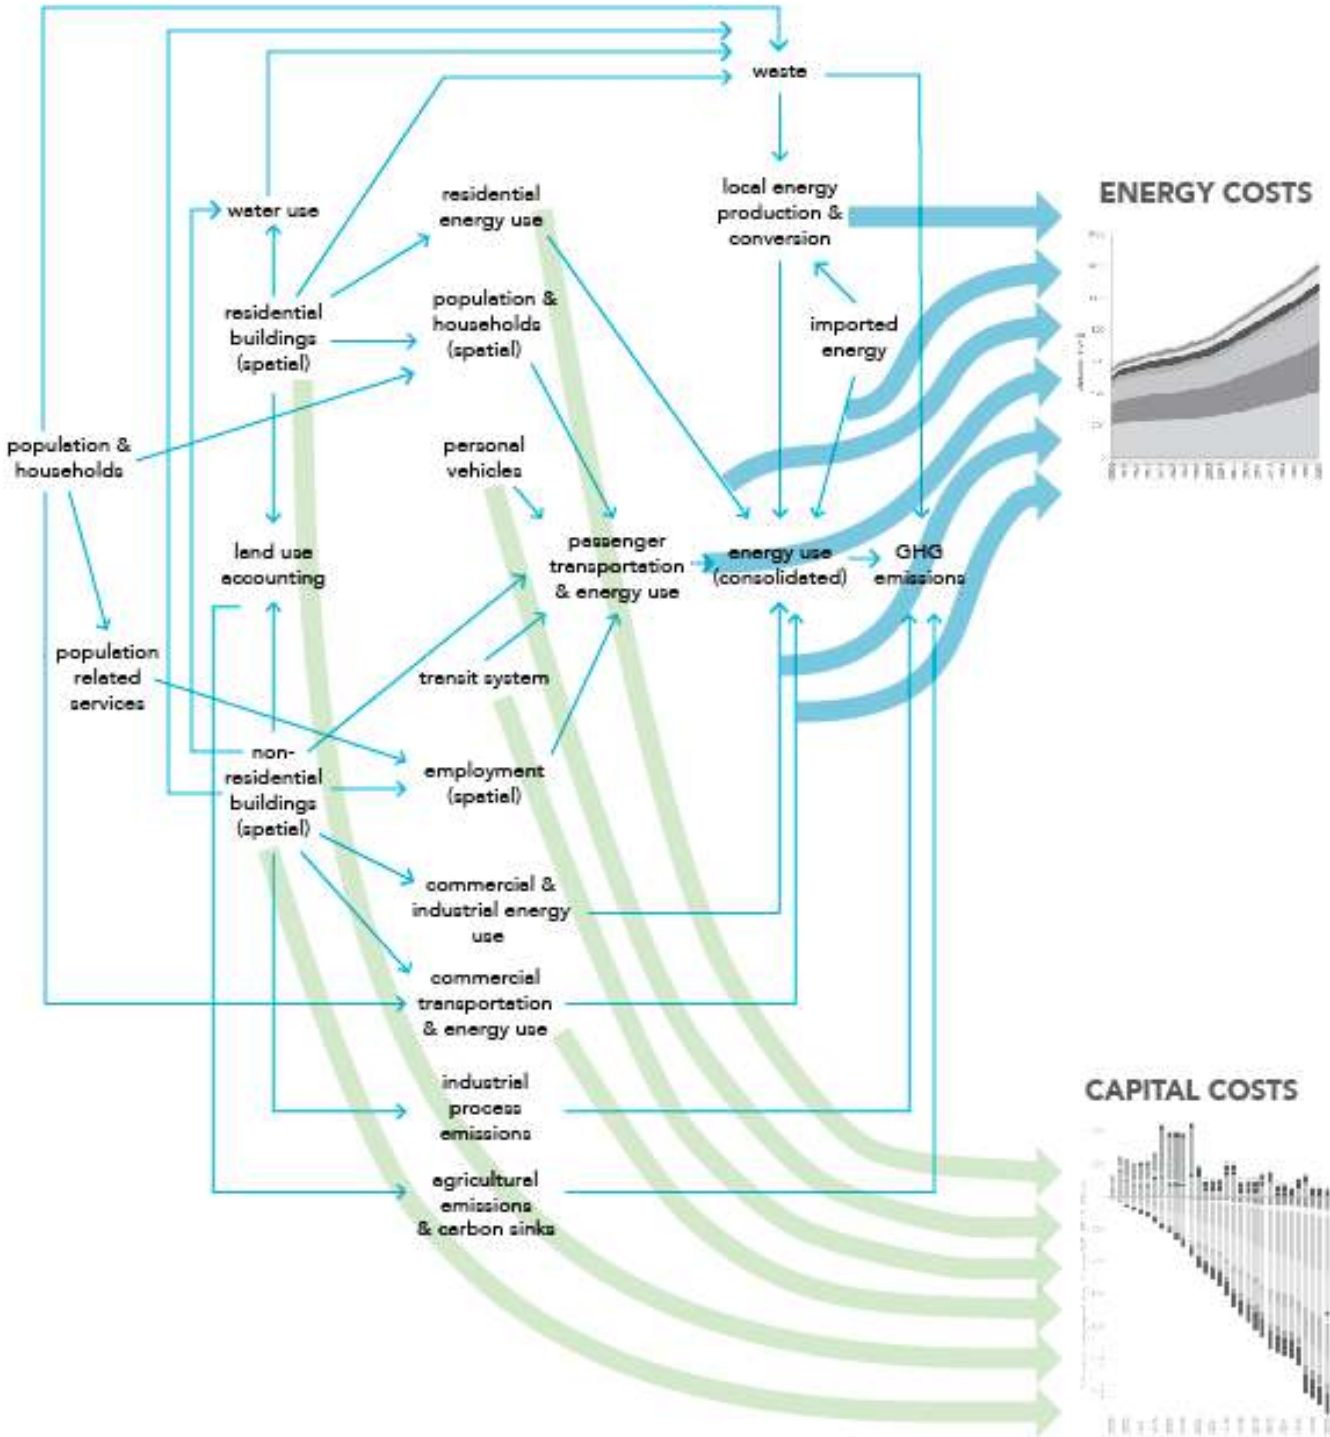 waste
residential
energy use
local energy
production &
conversion
ENERGY COSTS
water use
residential
buildings
(spatial)
population &
households
(spatial)
imported
energy
population &
households
personal
vehicles
land use
accounting
passenger
transportation
& energy use
energy use
(consolidated)
GHG
emissions
population
related
services
transit system
non-
residential
buildings
(spatial)
employment
(spatial)
commercial &
industrial energy
use
commercial
transportation
& energy use
industrial
process
emissions
CAPITAL COSTS
agricultural
emissions
& carbon sinks